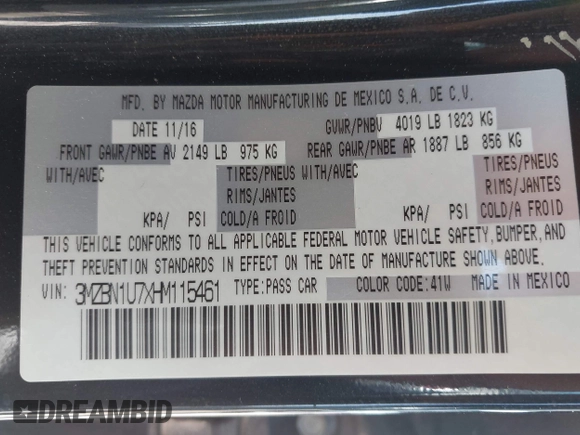 MFD. BY MAZDA MOTOR MANUFACTURING DE MEXICO S.A. DE C.V.
DATE 11/16 GVWR/PNBV 4019 LB 1823 KG
FRONT GAWR/PNBE AV 2149 LB 975 KG REAR GAWR/PNBE AR 1887 LB 856 KG
WITH/AVEC TIRES/PNEUS WITH/AVEC TIRES/PNEUS
RIMS/JANTES RIMS/JANTES
KPA/ PSI COLD/A FROID KPA/ PSI COLD/A FROID
THIS VEHICLE CONFORMS TO ALL APPLICABLE FEDERAL MOTOR VEHICLE SAFETY, BUMPER, AND
THEFT PREVENTION STANDARDS IN EFFECT ON THE DATE OF MANUFACTURE SHOWN ABOVE.
VIN: 3MZBN1U7XHM115461 TYPE: PASS CAR COLOR CODE: 41W MADE IN MEXICO
DREAMBID